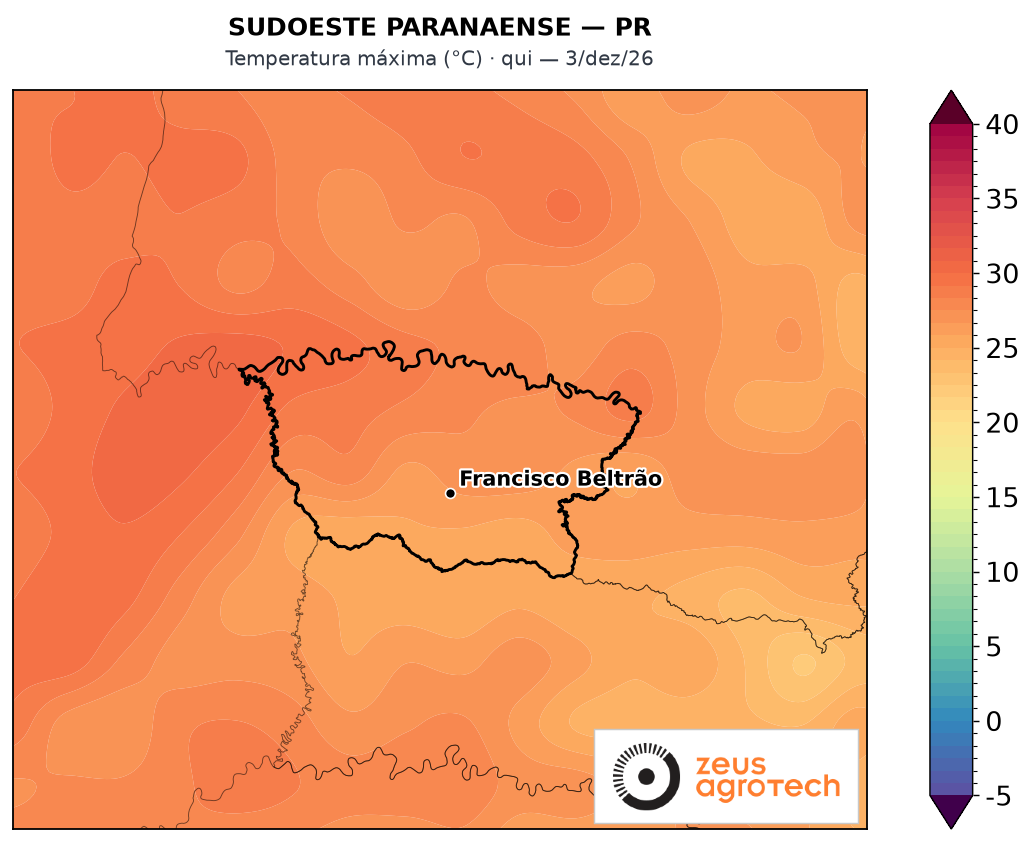 SUDOESTE PARANAENSE — PR
Temperatura máxima (°C) · qui — 3/dez/26
40
35
30
25
20
15
10
5
0
-5
Francisco Beltrão
zeus
agrotech